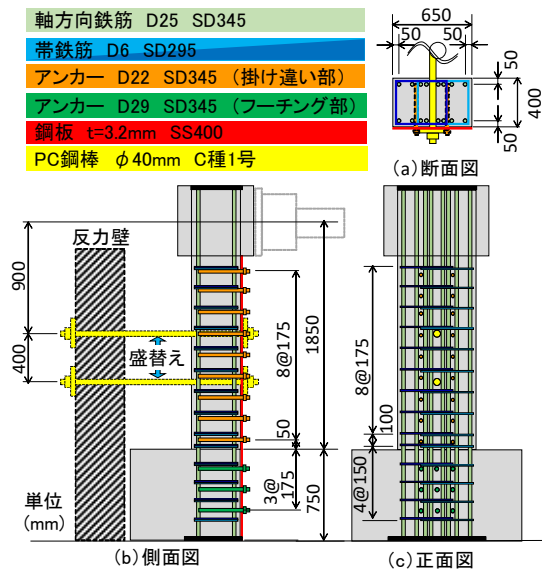 軸方向鉄筋 D25 SD345
帯鉄筋 D6 SD295
アンカー D22 SD345 (掛け違い部)
アンカー D29 SD345 (フーチング部)
鋼板 t=3.2mm SS400
PC鋼棒 φ40mm C種1号
650
50 50
50
400
50
(a)断面図
反力壁
900
400
盛替え
1850
8@175
50
3@
175
750
単位
(mm)
(b)側面図
8@175
100
4@150
(c)正面図